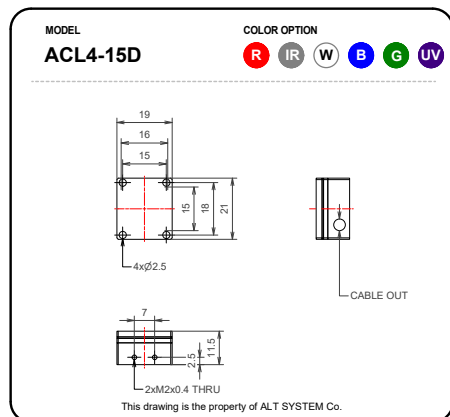 MODEL
COLOR OPTION
ACL4-15D
R IR W B G UV
19
16
15
15
18
21
4xØ2.5
CABLE OUT
7
2.5
11.5
2xM2x0.4 THRU
This drawing is the property of ALT SYSTEM Co.